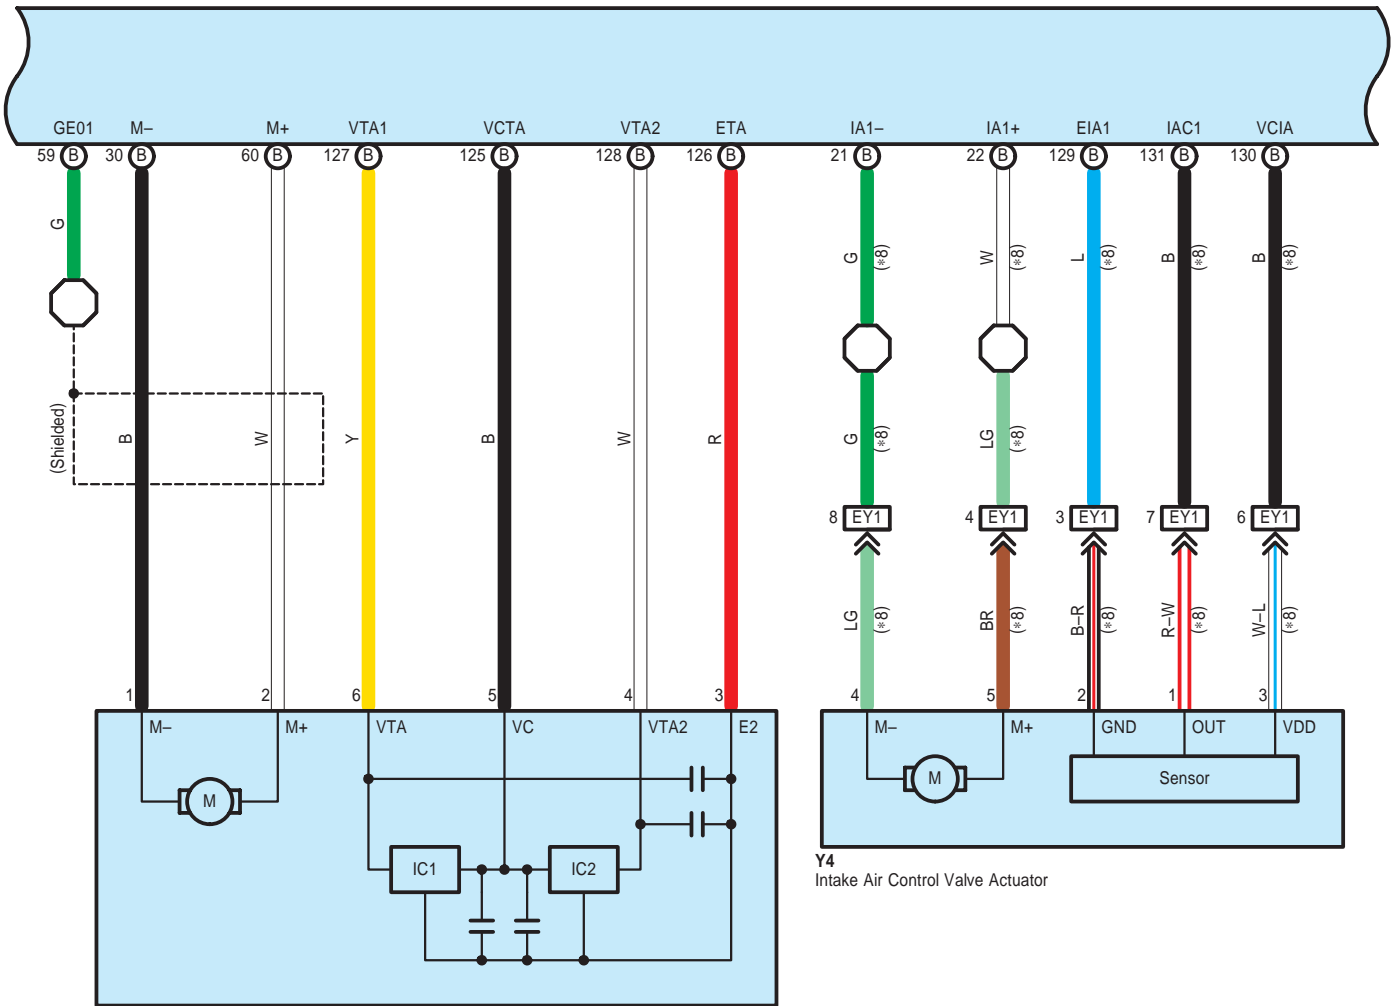 GE01 M– M+ VTA1 VCTA VTA2 ETA IA1– IA1+ EIA1 IAC1 VCIA
59 B 30 B 60 B 127 B 125 B 128 B 126 B 21 B 22 B 129 B 131 B 130 B
G
G (*8) W (*8) L (*8) B (*8) B (*8)
(Shielded) B W Y B W R G (*8) LG (*8)
8 EY1 4 EY1 3 EY1 7 EY1 6 EY1
LG (*8) BR (*8) B–R (*8) R–W (*8) W–L (*8)
1 2 6 5 4 3 4 5 2 1 3
M– M+ VTA VC VTA2 E2 M– M+ GND OUT VDD
M M Sensor
IC1 IC2
Y4
Intake Air Control Valve Actuator